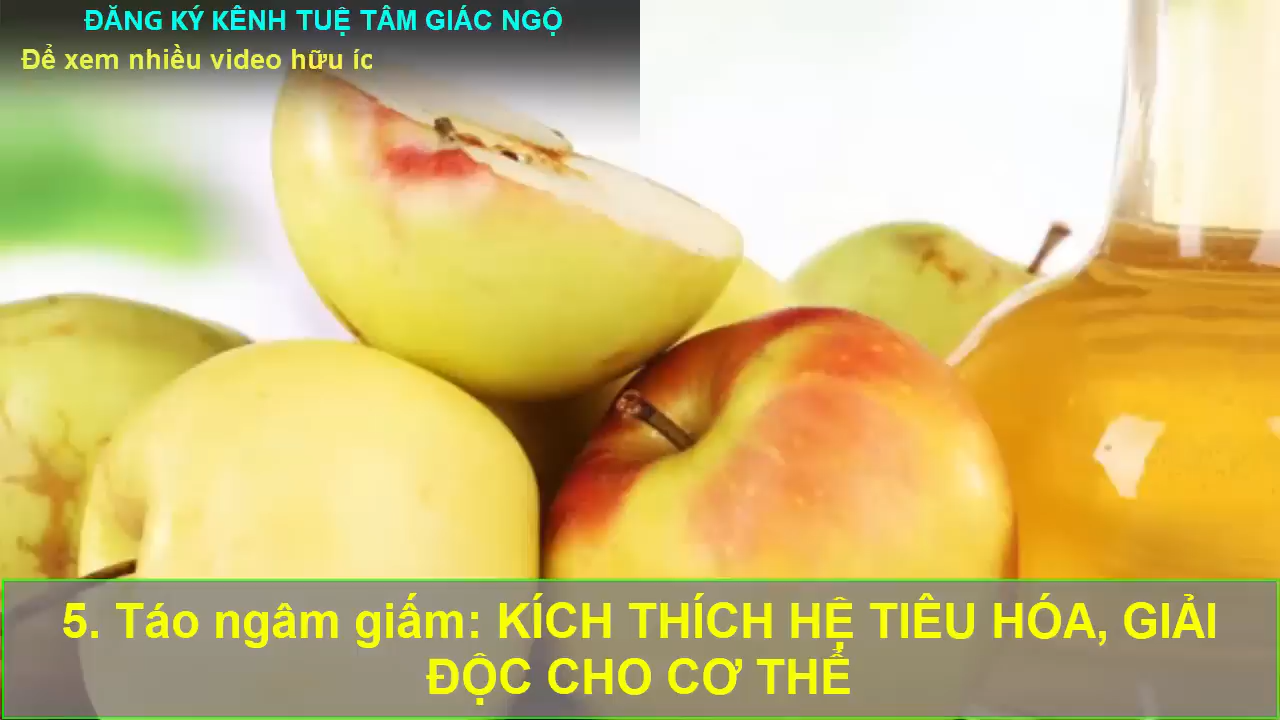 ĐĂNG KÝ KÊNH TUỆ TÂM GIÁC NGỘ
Để xem nhiều video hữu íc
5. Táo ngâm giấm: KÍCH THÍCH HỆ TIÊU HÓA, GIẢI
ĐỘC CHO CƠ THỂ